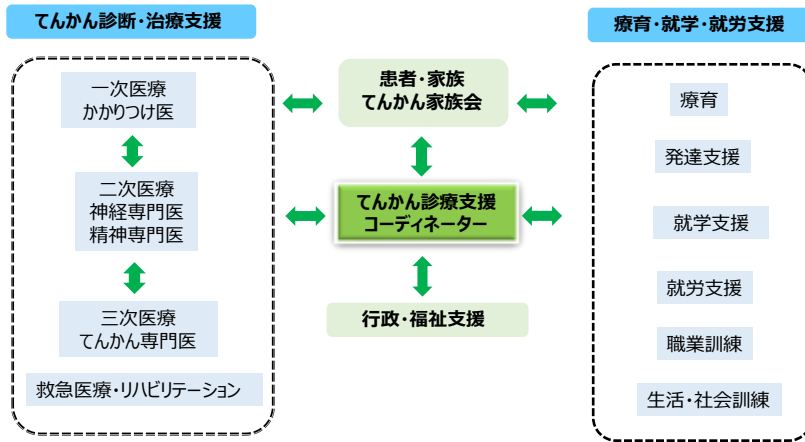 てんかん診断・治療支援
一次医療
かかりつけ医
二次医療
神経専門医
精神専門医
三次医療
てんかん専門医
救急医療・リハビリテーション
患者・家族
てんかん家族会
てんかん診療支援
コーディネーター
行政・福祉支援
療育・就学・就労支援
療育
発達支援
就学支援
就労支援
職業訓練
生活・社会訓練